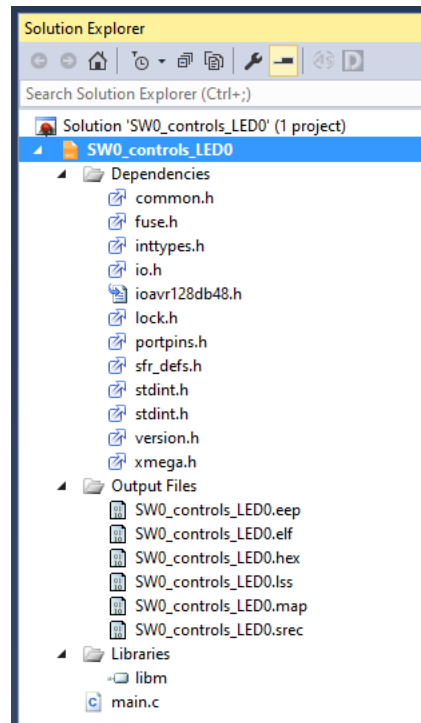 Solution Explorer
Search Solution Explorer (Ctrl+;)
Solution 'SW0_controls_LED0' (1 project)
SW0_controls_LED0
Dependencies
common.h
fuse.h
inttypes.h
io.h
ioavr128db48.h
lock.h
portpins.h
sfr_defs.h
stdint.h
stdint.h
version.h
xmega.h
Output Files
SW0_controls_LED0.eep
SW0_controls_LED0.elf
SW0_controls_LED0.hex
SW0_controls_LED0.lss
SW0_controls_LED0.map
SW0_controls_LED0.srec
Libraries
libm
main.c